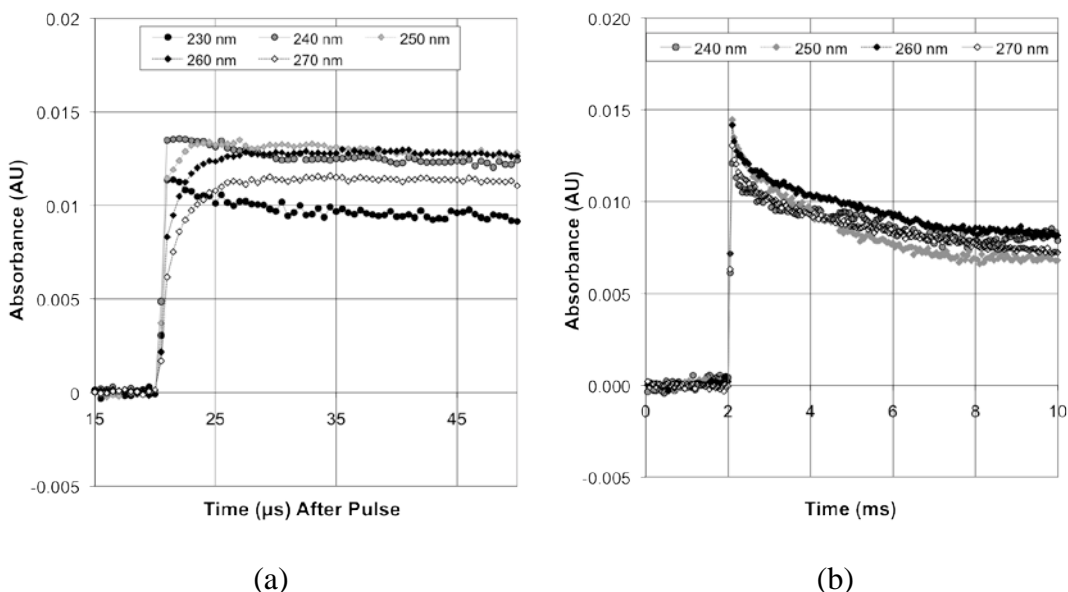 0.02
0.015
0.01
0.005
0
-0.005
15
25
35
45
Absorbance (AU)
Time (µs) After Pulse
230 nm
240 nm
250 nm
260 nm
270 nm
(a)
0.020
0.015
0.010
0.005
0.000
-0.005
0
2
4
6
8
10
Absorbance (AU)
Time (ms)
240 nm
250 nm
260 nm
270 nm
(b)